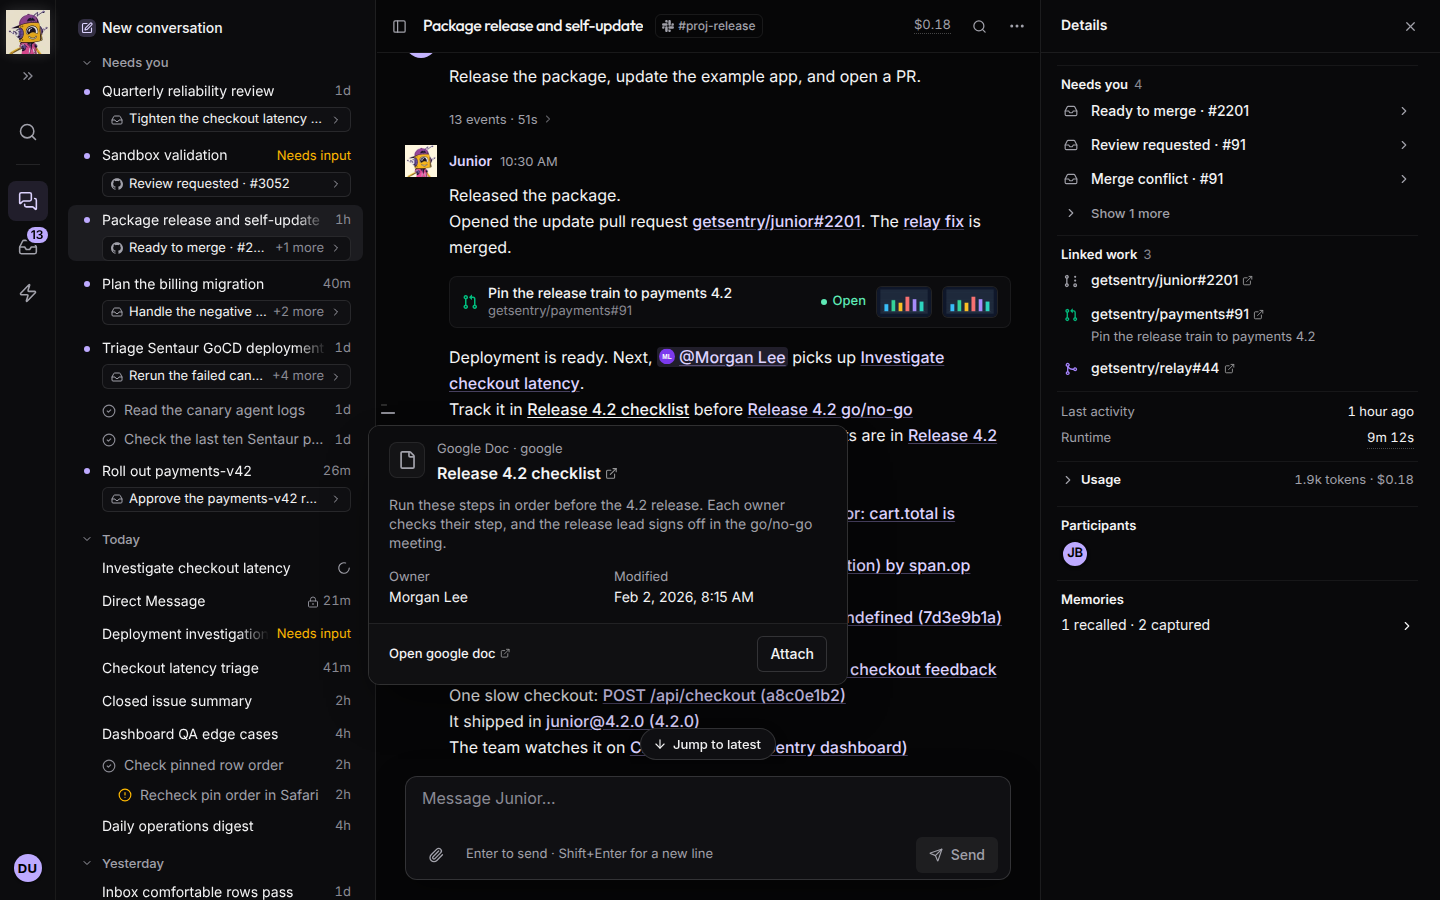 New conversation
Needs you
Quarterly reliability review 1d
Tighten the checkout latency ...
Sandbox validation Needs input
Review requested · #3052
Package release and self-update 1h
Ready to merge · #2... +1 more
13
Plan the billing migration 40m
Handle the negative ... +2 more
Triage Sentaur GoCD deployment 1d
Rerun the failed can... +4 more
Read the canary agent logs 1d
Check the last ten Sentaur p... 1d
Roll out payments-v42 26m
Approve the payments-v42 r...
Today
Investigate checkout latency
Direct Message 21m
Deployment investigation Needs input
Checkout latency triage 41m
Closed issue summary 2h
Dashboard QA edge cases 4h
Check pinned row order 2h
Recheck pin order in Safari 2h
Daily operations digest 4h
Yesterday
Inbox comfortable rows pass 1d
DU
Package release and self-update #proj-release $0.18
Release the package, update the example app, and open a PR.
13 events · 51s
Junior 10:30 AM
Released the package.
Opened the update pull request getsentry/junior#2201. The relay fix is
merged.
Pin the release train to payments 4.2
getsentry/payments#91
Open
Deployment is ready. Next, ML @Morgan Lee picks up Investigate
checkout latency.
Track it in Release 4.2 checklist before Release 4.2 go/no-go
s are in Release 4.2
or: cart.total is
tion) by span.op
ndefined (7d3e9b1a)
checkout feedback
One slow checkout: POST /api/checkout (a8c0e1b2)
It shipped in junior@4.2.0 (4.2.0)
The team watches it on C entry dashboard)
Jump to latest
Google Doc · google
Release 4.2 checklist
Run these steps in order before the 4.2 release. Each owner
checks their step, and the release lead signs off in the go/no-go
meeting.
Owner Modified
Morgan Lee Feb 2, 2026, 8:15 AM
Open google doc Attach
Message Junior...
Enter to send · Shift+Enter for a new line Send
Details
Needs you 4
Ready to merge · #2201
Review requested · #91
Merge conflict · #91
Show 1 more
Linked work 3
getsentry/junior#2201
getsentry/payments#91
Pin the release train to payments 4.2
getsentry/relay#44
Last activity 1 hour ago
Runtime 9m 12s
Usage 1.9k tokens · $0.18
Participants
JB
Memories
1 recalled · 2 captured